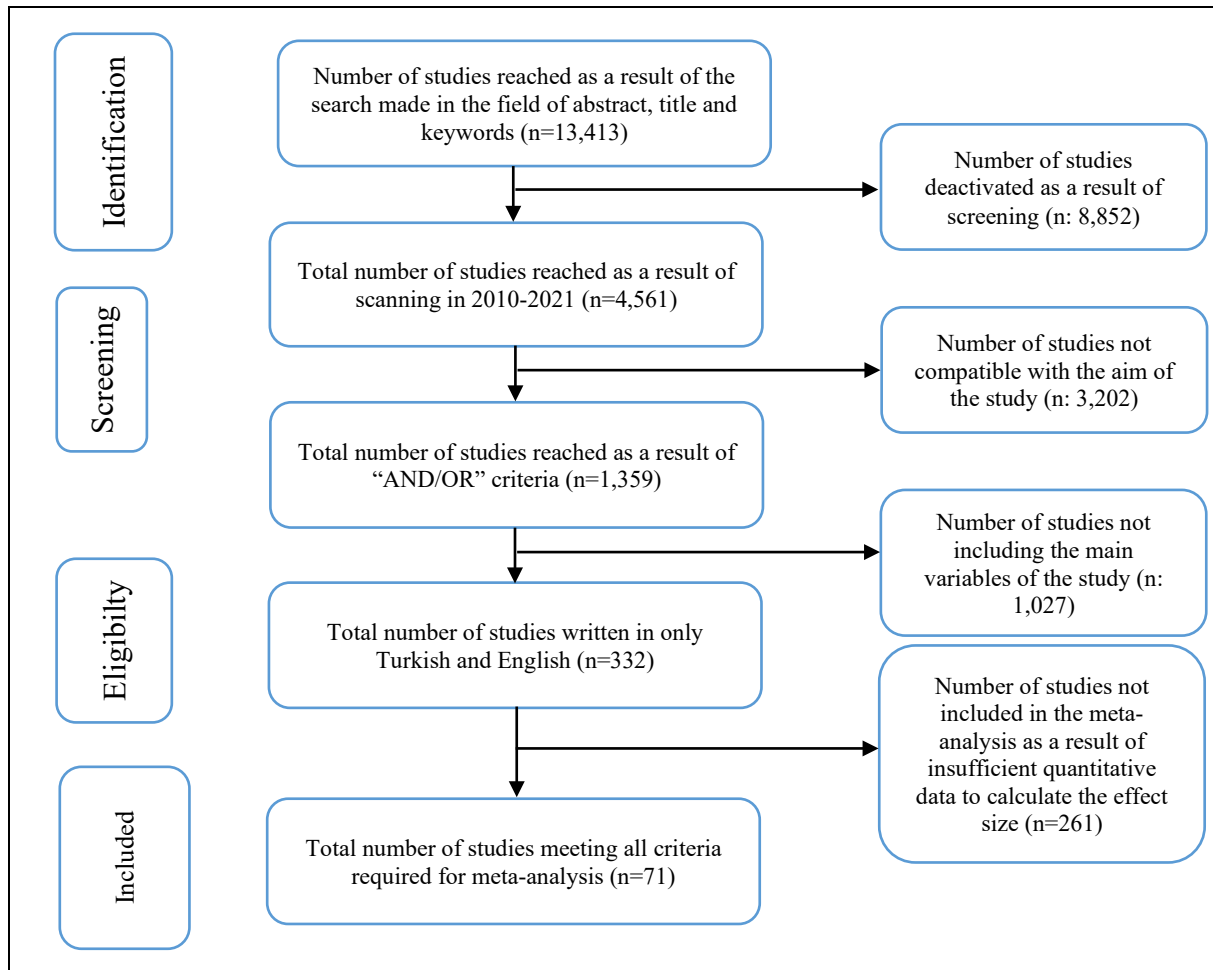 Identification
Number of studies reached as a result of the
search made in the field of abstract, title and
keywords (n=13,413)
Number of studies
deactivated as a result of
screening (n: 8,852)
Total number of studies reached as a result of
scanning in 2010-2021 (n=4,561)
Screening
Number of studies not
compatible with the aim of
the study (n: 3,202)
Total number of studies reached as a result of
“AND/OR” criteria (n=1,359)
Number of studies not
including the main
variables of the study (n:
1,027)
Eligibilty
Total number of studies written in only
Turkish and English (n=332)
Number of studies not
included in the meta-
analysis as a result of
insufficient quantitative
data to calculate the effect
size (n=261)
Included
Total number of studies meeting all criteria
required for meta-analysis (n=71)